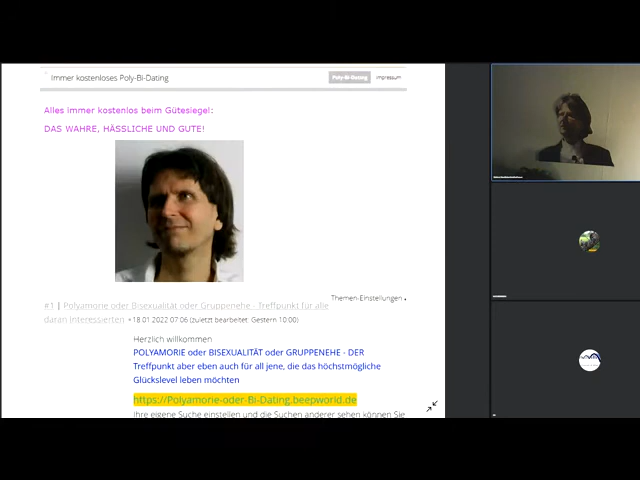 Immer kostenloses Poly-Bi-Dating
Poly-Bi-Dating
Impressum
Alles immer kostenlos beim Gütesiegel:
DAS WAHRE, HÄSSLICHE UND GUTE!
Themen-Einstellungen
#1 | Polyamorie oder Bisexualität oder Gruppenehe - Treffpunkt für alle
daran Interessierten • 18.01.2022 07:06 (zuletzt bearbeitet: Gestern 10:00)
Herzlich willkommen
POLYAMORIE oder BISEXUALITÄT oder GRUPPENEHE - DER
Treffpunkt aber eben auch für all jene, die das höchstmögliche
Glückslevel leben möchten
https://Polyamorie-oder-Bi-Dating.beepworld.de
ihre eigene Suche einstellen und die Suchen anderer sehen können Sie